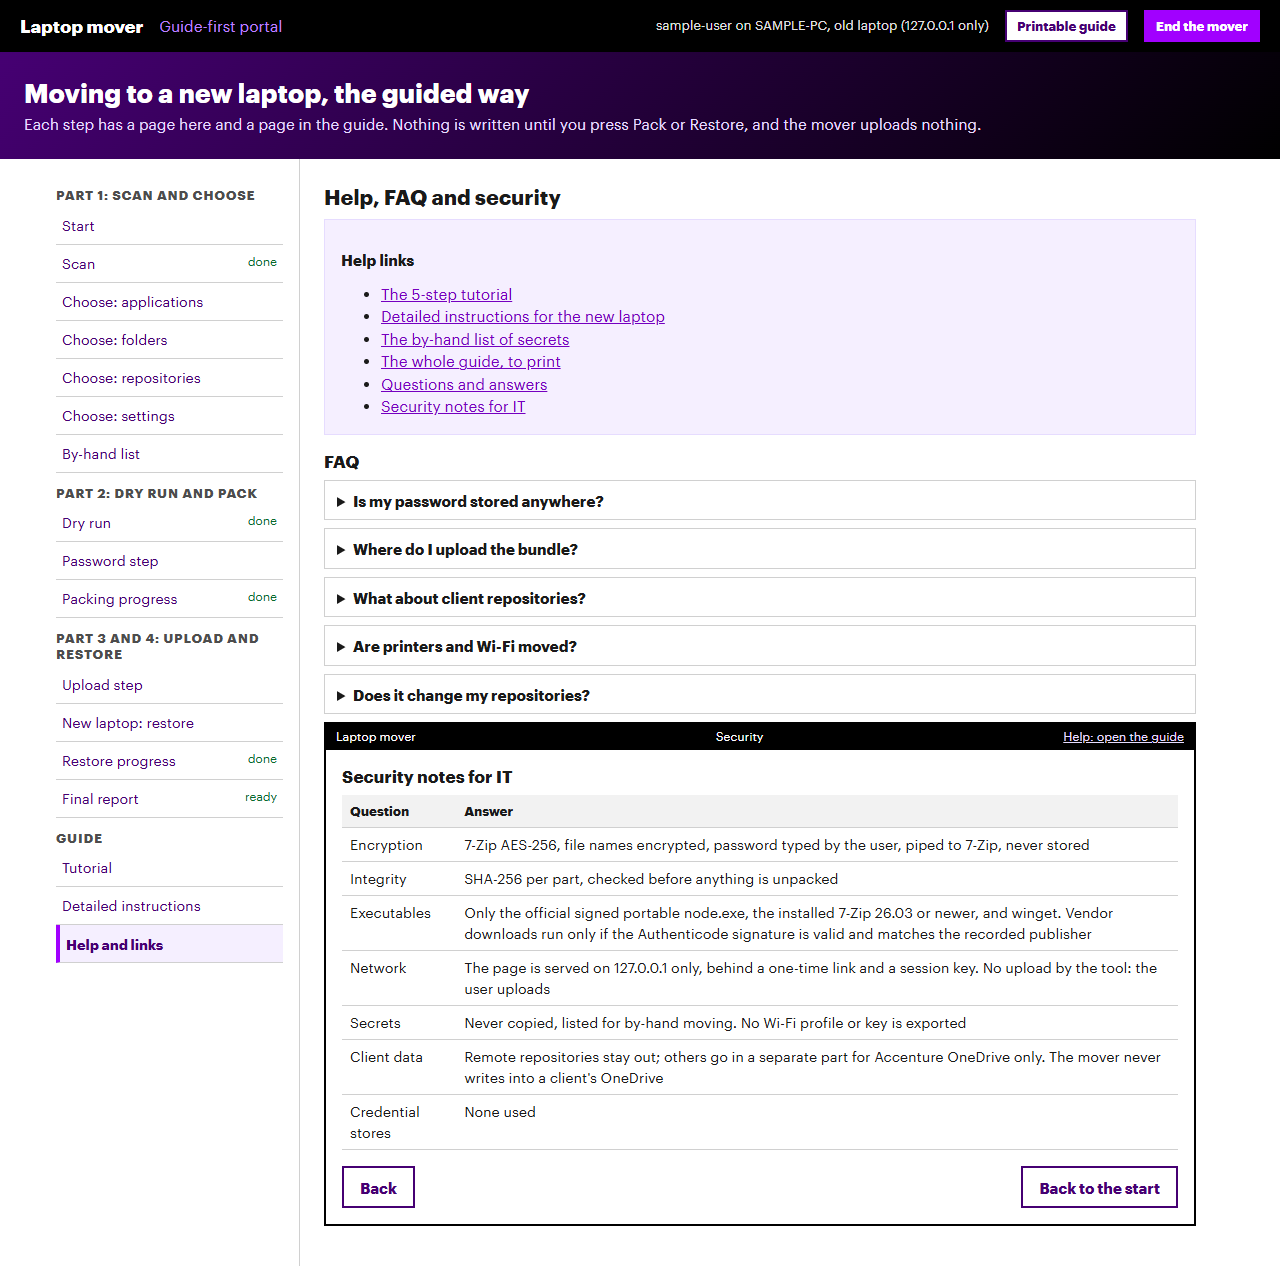 Laptop mover
Guide-first portal
sample-user on SAMPLE-PC, old laptop (127.0.0.1 only)
Printable guide
End the mover
Moving to a new laptop, the guided way
Each step has a page here and a page in the guide. Nothing is written until you press Pack or Restore, and the mover uploads nothing.
PART 1: SCAN AND CHOOSE
Start
Scan done
Choose: applications
Choose: folders
Choose: repositories
Choose: settings
By-hand list
PART 2: DRY RUN AND PACK
Dry run done
Password step
Packing progress done
PART 3 AND 4: UPLOAD AND
RESTORE
Upload step
New laptop: restore
Restore progress done
Final report ready
GUIDE
Tutorial
Detailed instructions
Help and links
Help, FAQ and security
Help links
The 5-step tutorial
Detailed instructions for the new laptop
The by-hand list of secrets
The whole guide, to print
Questions and answers
Security notes for IT
FAQ
Is my password stored anywhere?
Where do I upload the bundle?
What about client repositories?
Are printers and Wi-Fi moved?
Does it change my repositories?
Laptop mover Security Help: open the guide
Security notes for IT
Question Answer
Encryption 7-Zip AES-256, file names encrypted, password typed by the user, piped to 7-Zip, never stored
Integrity SHA-256 per part, checked before anything is unpacked
Executables Only the official signed portable node.exe, the installed 7-Zip 26.03 or newer, and winget. Vendor
downloads run only if the Authenticode signature is valid and matches the recorded publisher
Network The page is served on 127.0.0.1 only, behind a one-time link and a session key. No upload by the tool: the
user uploads
Secrets Never copied, listed for by-hand moving. No Wi-Fi profile or key is exported
Client data Remote repositories stay out; others go in a separate part for Accenture OneDrive only. The mover never
writes into a client's OneDrive
Credential None used
stores
Back
Back to the start